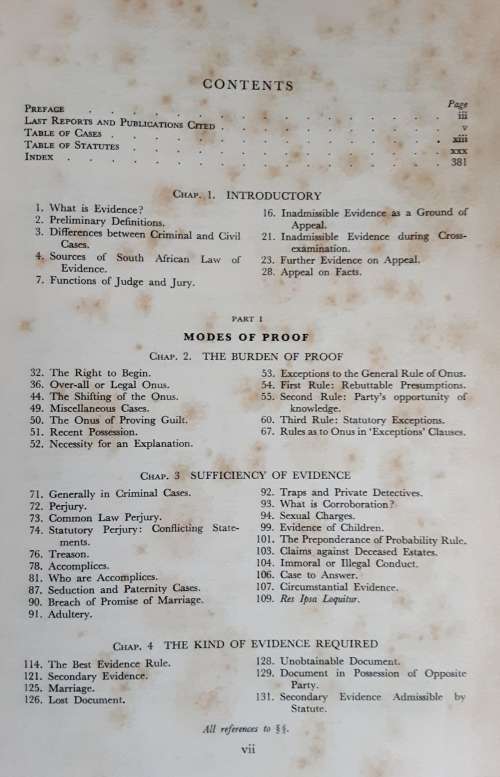 CONTENTS
Page
PREFACE . . . . . . . . . . . . . iii
LAST REPORTS AND PUBLICATIONS CITED . . . . . . . . v
TABLE OF CASES . . . . . . . . . . . . xiii
TABLE OF STATUTES . . . . . . . . . . . xxx
INDEX . . . . . . . . . . . . . 381
CHAP. 1. INTRODUCTORY
1. What is Evidence?
2. Preliminary Definitions.
3. Differences between Criminal and Civil
Cases.
4. Sources of South African Law of
Evidence.
7. Functions of Judge and Jury.
16. Inadmissible Evidence as a Ground of
Appeal.
21. Inadmissible Evidence during Cross-
examination.
23. Further Evidence on Appeal.
28. Appeal on Facts.
PART I
MODES OF PROOF
CHAP. 2. THE BURDEN OF PROOF
32. The Right to Begin.
36. Over-all or Legal Onus.
44. The Shifting of the Onus.
49. Miscellaneous Cases.
50. The Onus of Proving Guilt.
51. Recent Possession.
52. Necessity for an Explanation.
53. Exceptions to the General Rule of Onus.
54. First Rule: Rebuttable Presumptions.
55. Second Rule: Party's opportunity of
knowledge.
60. Third Rule: Statutory Exceptions.
67. Rules as to Onus in 'Exceptions' Clauses.
CHAP. 3 SUFFICIENCY OF EVIDENCE
71. Generally in Criminal Cases.
72. Perjury.
73. Common Law Perjury.
74. Statutory Perjury: Conflicting State-
ments.
76. Treason.
78. Accomplices.
81. Who are Accomplices.
87. Seduction and Paternity Cases.
90. Breach of Promise of Marriage.
91. Adultery.
92. Traps and Private Detectives.
93. What is Corroboration?
94. Sexual Charges.
99. Evidence of Children.
101. The Preponderance of Probability Rule.
103. Claims against Deceased Estates.
104. Immoral or Illegal Conduct.
106. Case to Answer.
107. Circumstantial Evidence.
109. Res Ipsa Loquitur.
CHAP. 4 THE KIND OF EVIDENCE REQUIRED
114. The Best Evidence Rule.
121. Secondary Evidence.
125. Marriage.
126. Lost Document.
128. Unobtainable Document.
129. Document in Possession of Opposite
Party.
131. Secondary Evidence Admissible by
Statute.
All references to §§.
vii